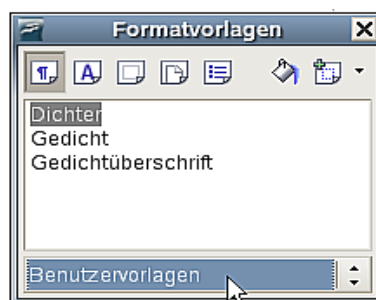 Formatvorlagen
Dichter
Gedicht
Gedichtüberschrift
Benutzervorlagen